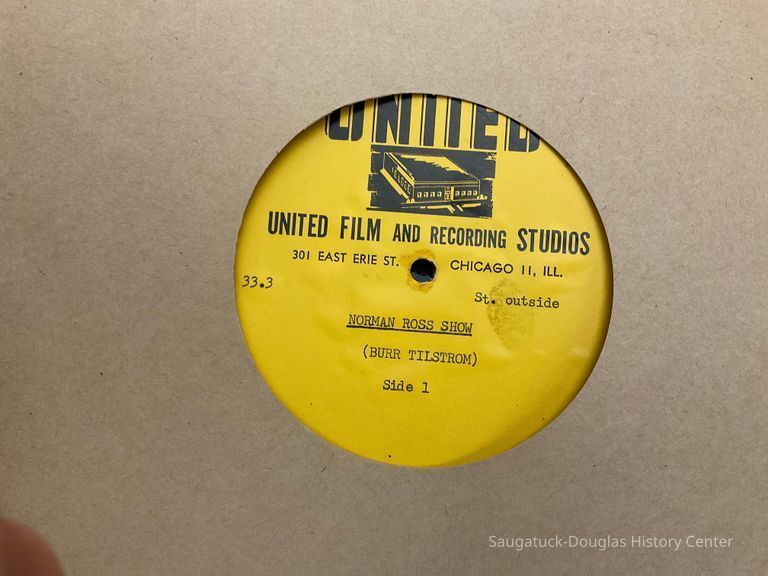 UNITED
UNITED FILM AND RECORDING STUDIOS
301 EAST ERIE ST. CHICAGO 11, ILL.
33.3
St. outside
NORMAN ROSS SHOW
(BURR TILSTROM)
Side 1
Saugatuck-Douglas History Center